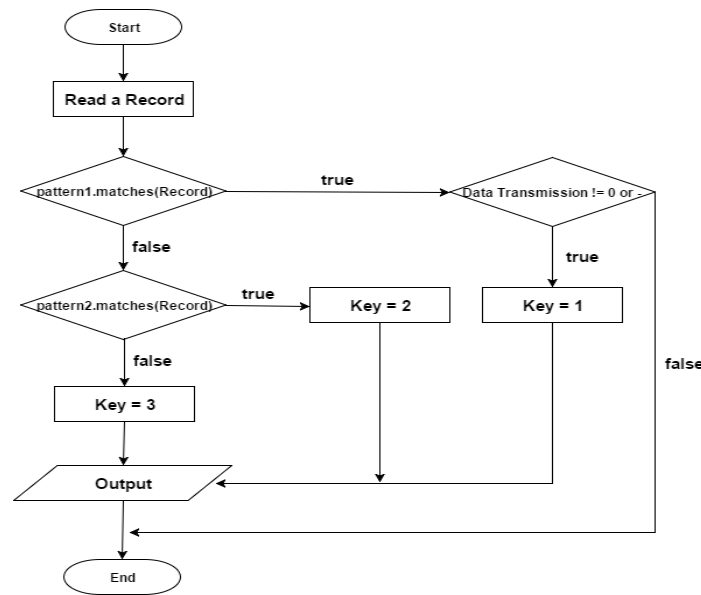 Start
Read a Record
pattern1.matches(Record)
true
Data Transmission != 0 or -
false
true
pattern2.matches(Record)
true
Key = 2
Key = 1
false
false
Key = 3
Output
End